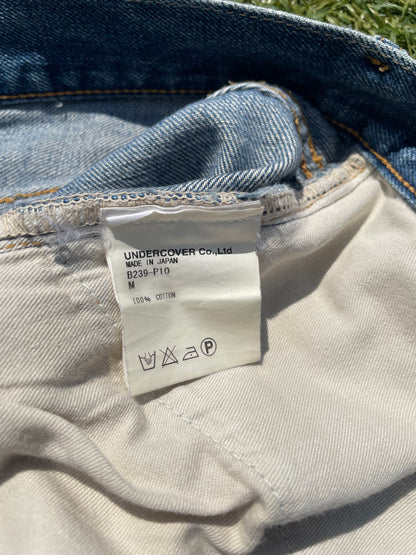 UNDERCOVER Co.,Ltd
MADE IN JAPAN
B239-P10
M
100% COTTON
P